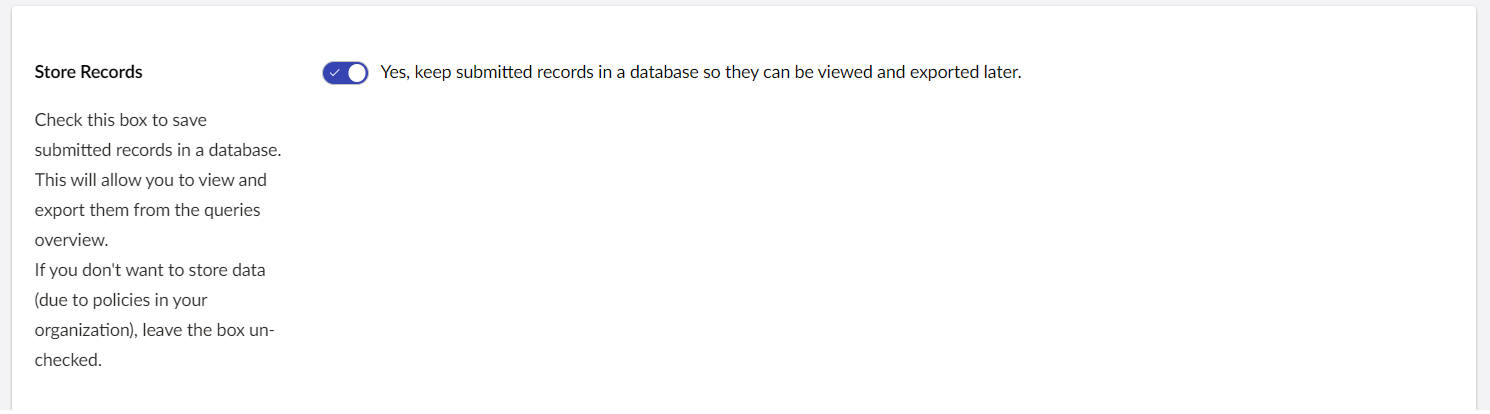 Store Records
Yes, keep submitted records in a database so they can be viewed and exported later.
Check this box to save
submitted records in a database.
This will allow you to view and
export them from the queries
overview.
If you don't want to store data
(due to policies in your
organization), leave the box un-
checked.